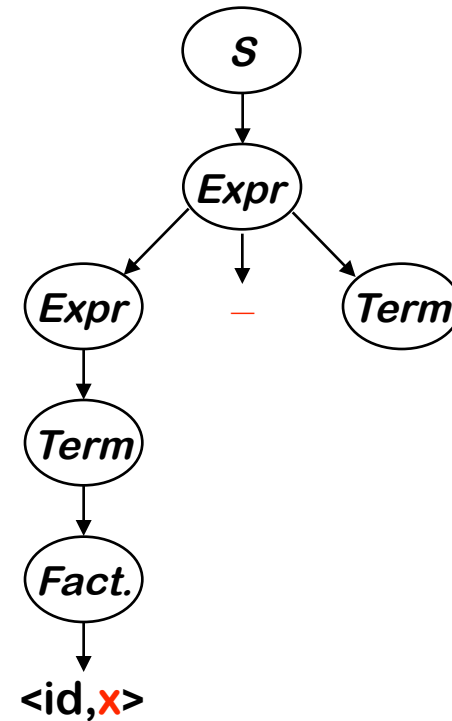 S
Expr
Expr – Term
Term
Fact.
<id,x>